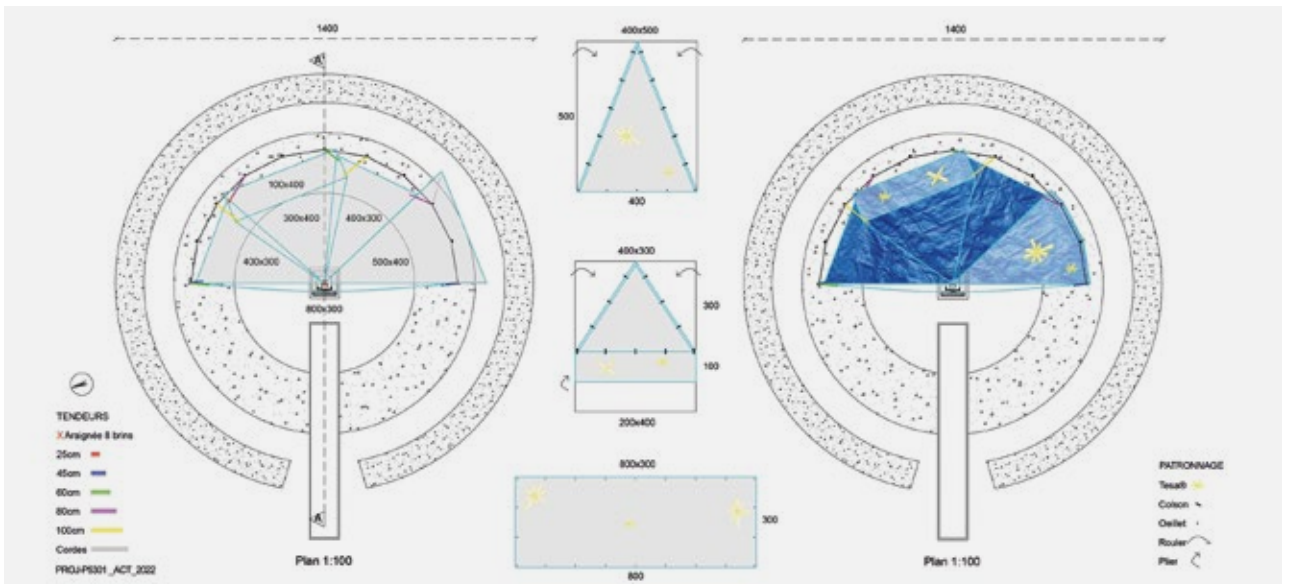 1400
A'
100x400
300x400
400x300
400x300
500x400
800x300
A
TENDEURS
X Araignée 8 brins
25cm
45cm
60cm
80cm
100cm
Cordes
PROJ-P5301_ACT_2022
Plan 1:100
400x500
500
400
400x300
300
100
200x400
800x300
300
800
1400
Plan 1:100
PATRONNAGE
Tesa®
Colson
Oeillet
Rouler
Plier